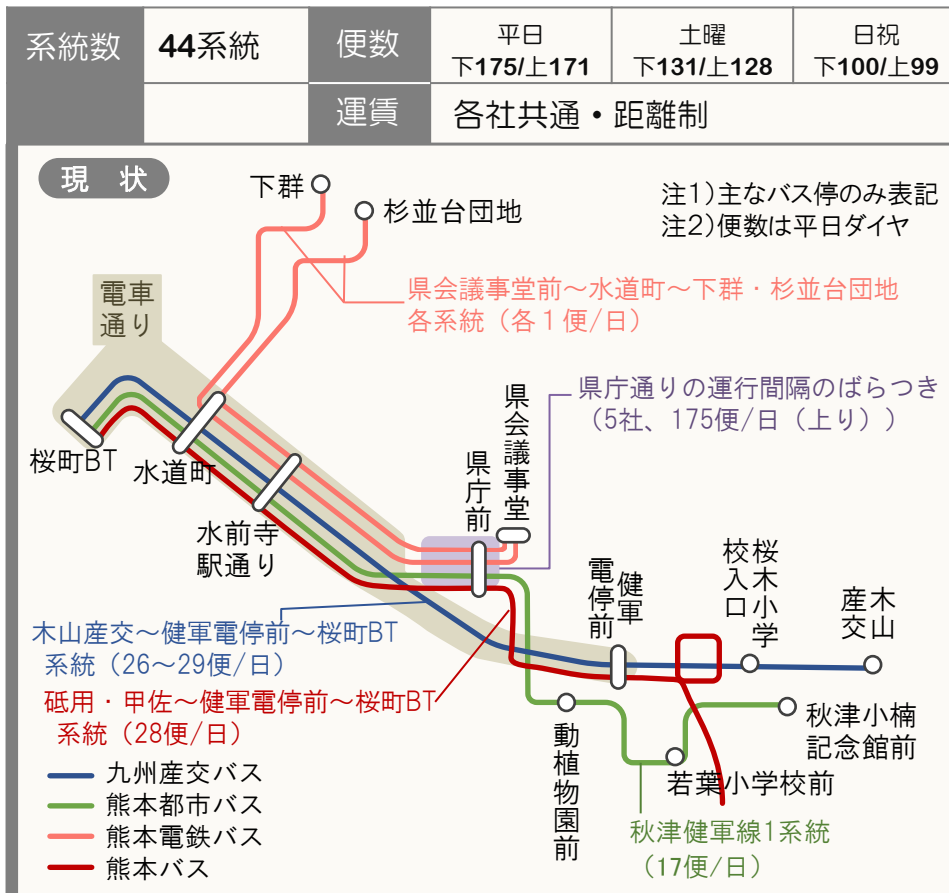 系統数
44系統
便数
平日
下175/上171
土曜
下131/上128
日祝
下100/上99
運賃
各社共通・距離制
現 状
注1)主なバス停のみ表記
注2)便数は平日ダイヤ
下群
杉並台団地
電車
通り
県会議事堂前～水道町～下群・杉並台団地
各系統（各１便/日）
県庁通りの運行間隔のばらつき
（5社、175便/日（上り））
桜町BT
水道町
水前寺
駅通り
県庁前
県会議事堂
健軍
電停前
桜木小学
校入口
木山
産交
木山産交～健軍電停前～桜町BT
系統（26～29便/日）
砥用・甲佐～健軍電停前～桜町BT
系統（28便/日）
動植物園前
若葉小学校前
秋津小楠
記念館前
秋津健軍線1系統
（17便/日）
九州産交バス
熊本都市バス
熊本電鉄バス
熊本バス